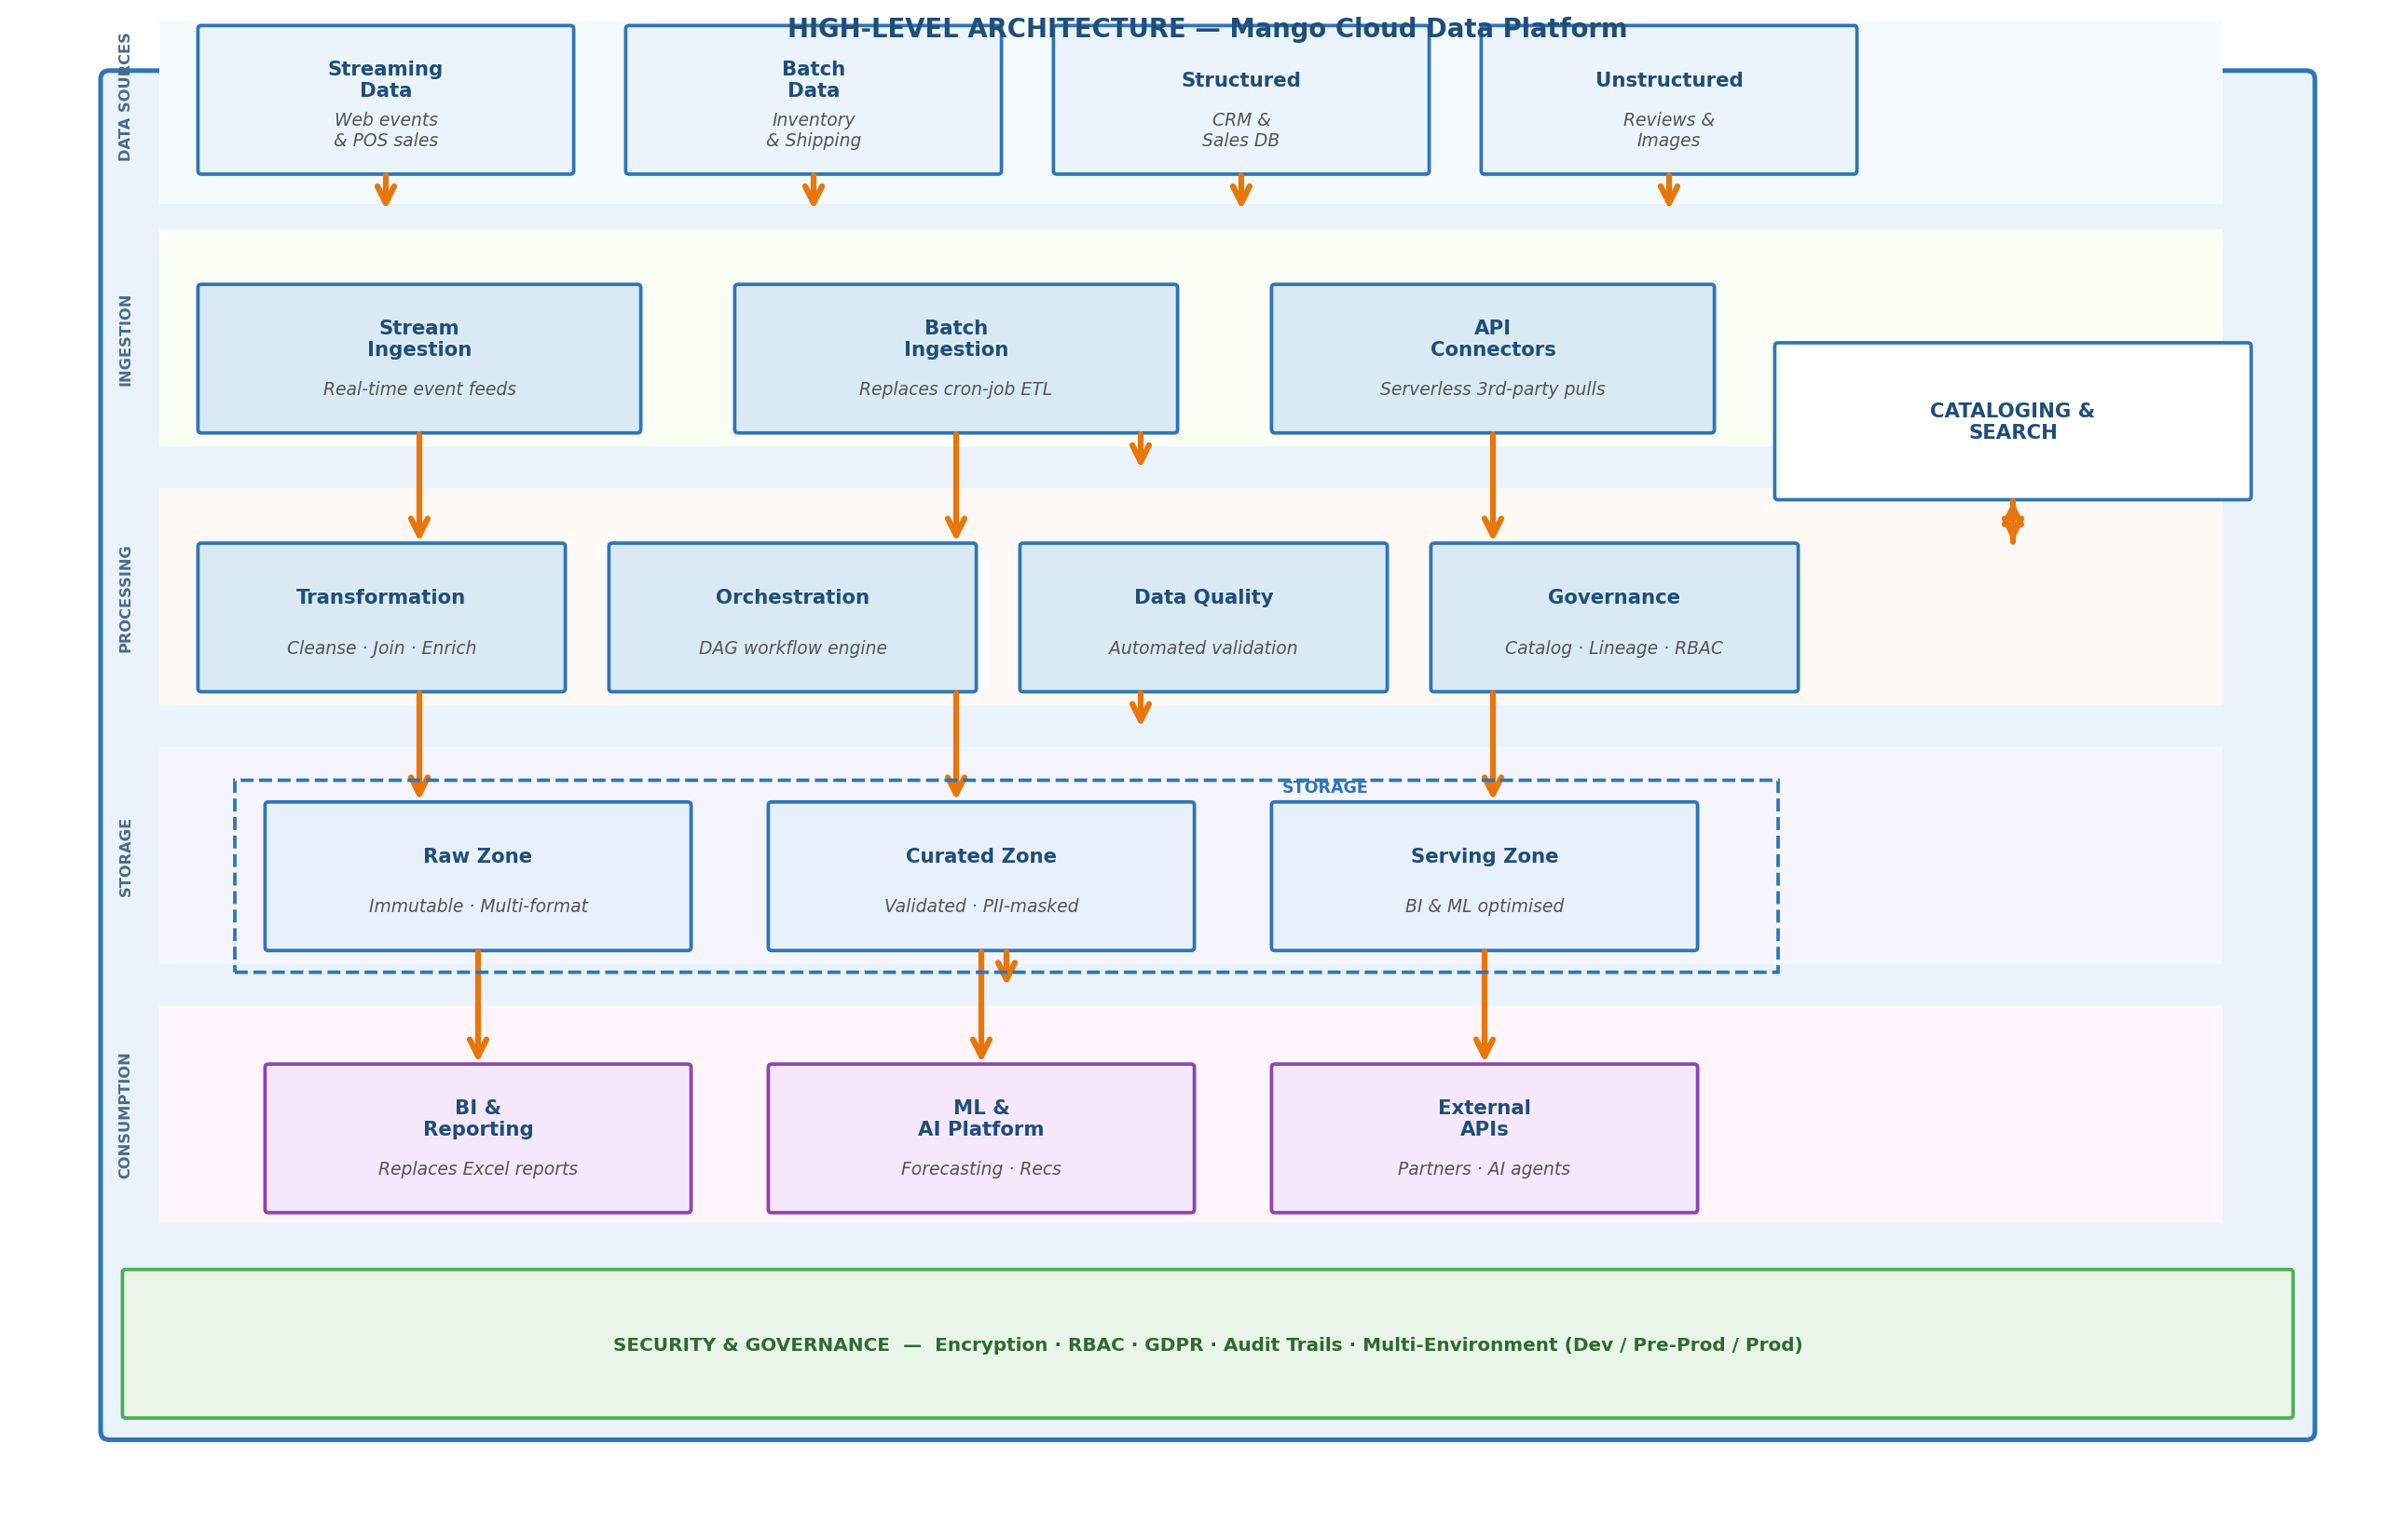 HIGH-LEVEL ARCHITECTURE — Mango Cloud Data Platform
DATA SOURCES
Streaming
Data
Web events
& POS sales
Batch
Data
Inventory
& Shipping
Structured
CRM &
Sales DB
Unstructured
Reviews &
Images
INGESTION
Stream
Ingestion
Real-time event feeds
Batch
Ingestion
Replaces cron-job ETL
API
Connectors
Serverless 3rd-party pulls
CATALOGING &
SEARCH
PROCESSING
Transformation
Cleanse · Join · Enrich
Orchestration
DAG workflow engine
Data Quality
Automated validation
Governance
Catalog · Lineage · RBAC
STORAGE
STORAGE
Raw Zone
Immutable · Multi-format
Curated Zone
Validated · PII-masked
Serving Zone
BI & ML optimised
CONSUMPTION
BI &
Reporting
Replaces Excel reports
ML &
AI Platform
Forecasting · Recs
External
APIs
Partners · AI agents
SECURITY & GOVERNANCE — Encryption · RBAC · GDPR · Audit Trails · Multi-Environment (Dev / Pre-Prod / Prod)